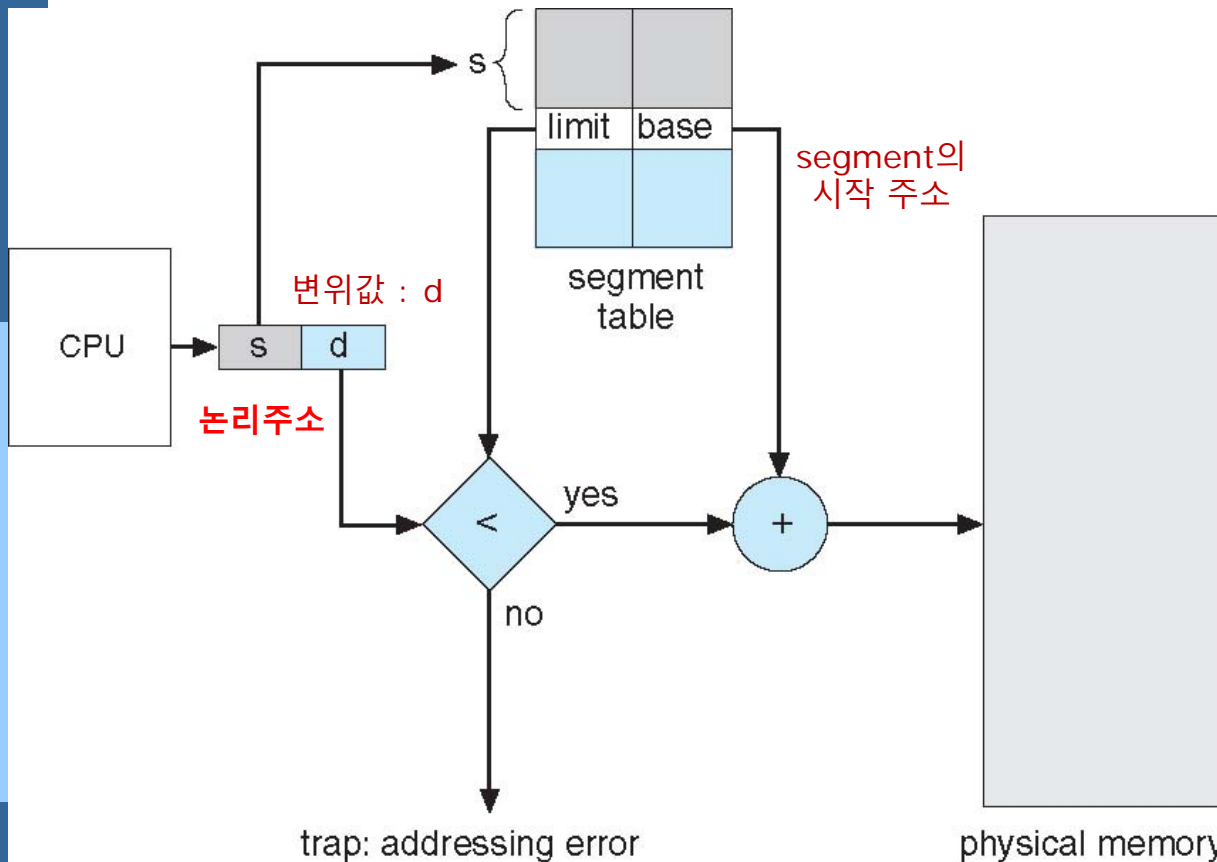 s
limit base
segment의
시작 주소
segment
table
변위값 : d
CPU
s d
논리주소
<
yes
+
no
trap: addressing error
physical memory